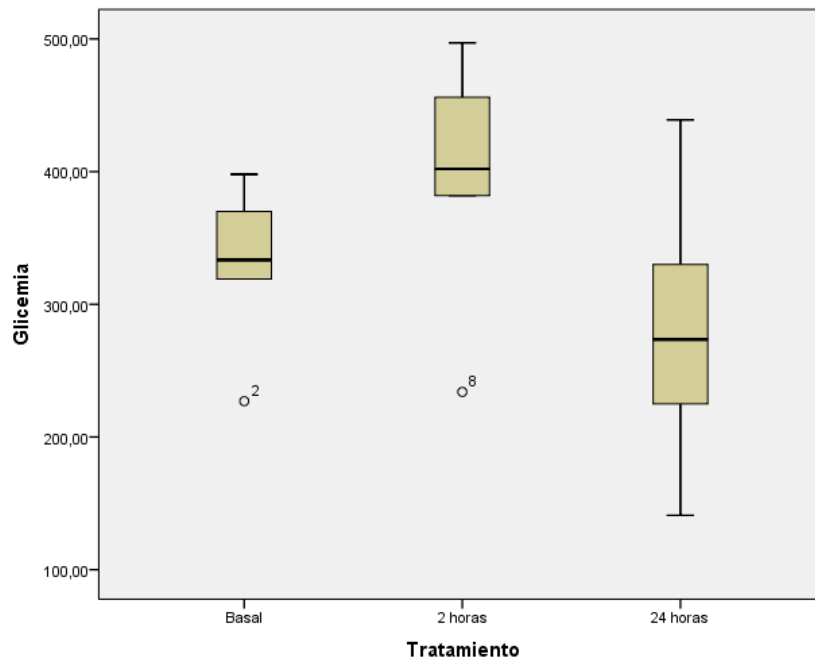 500,00
400,00
300,00
200,00
100,00
Glicemia
2
8
Basal
2 horas
24 horas
Tratamiento